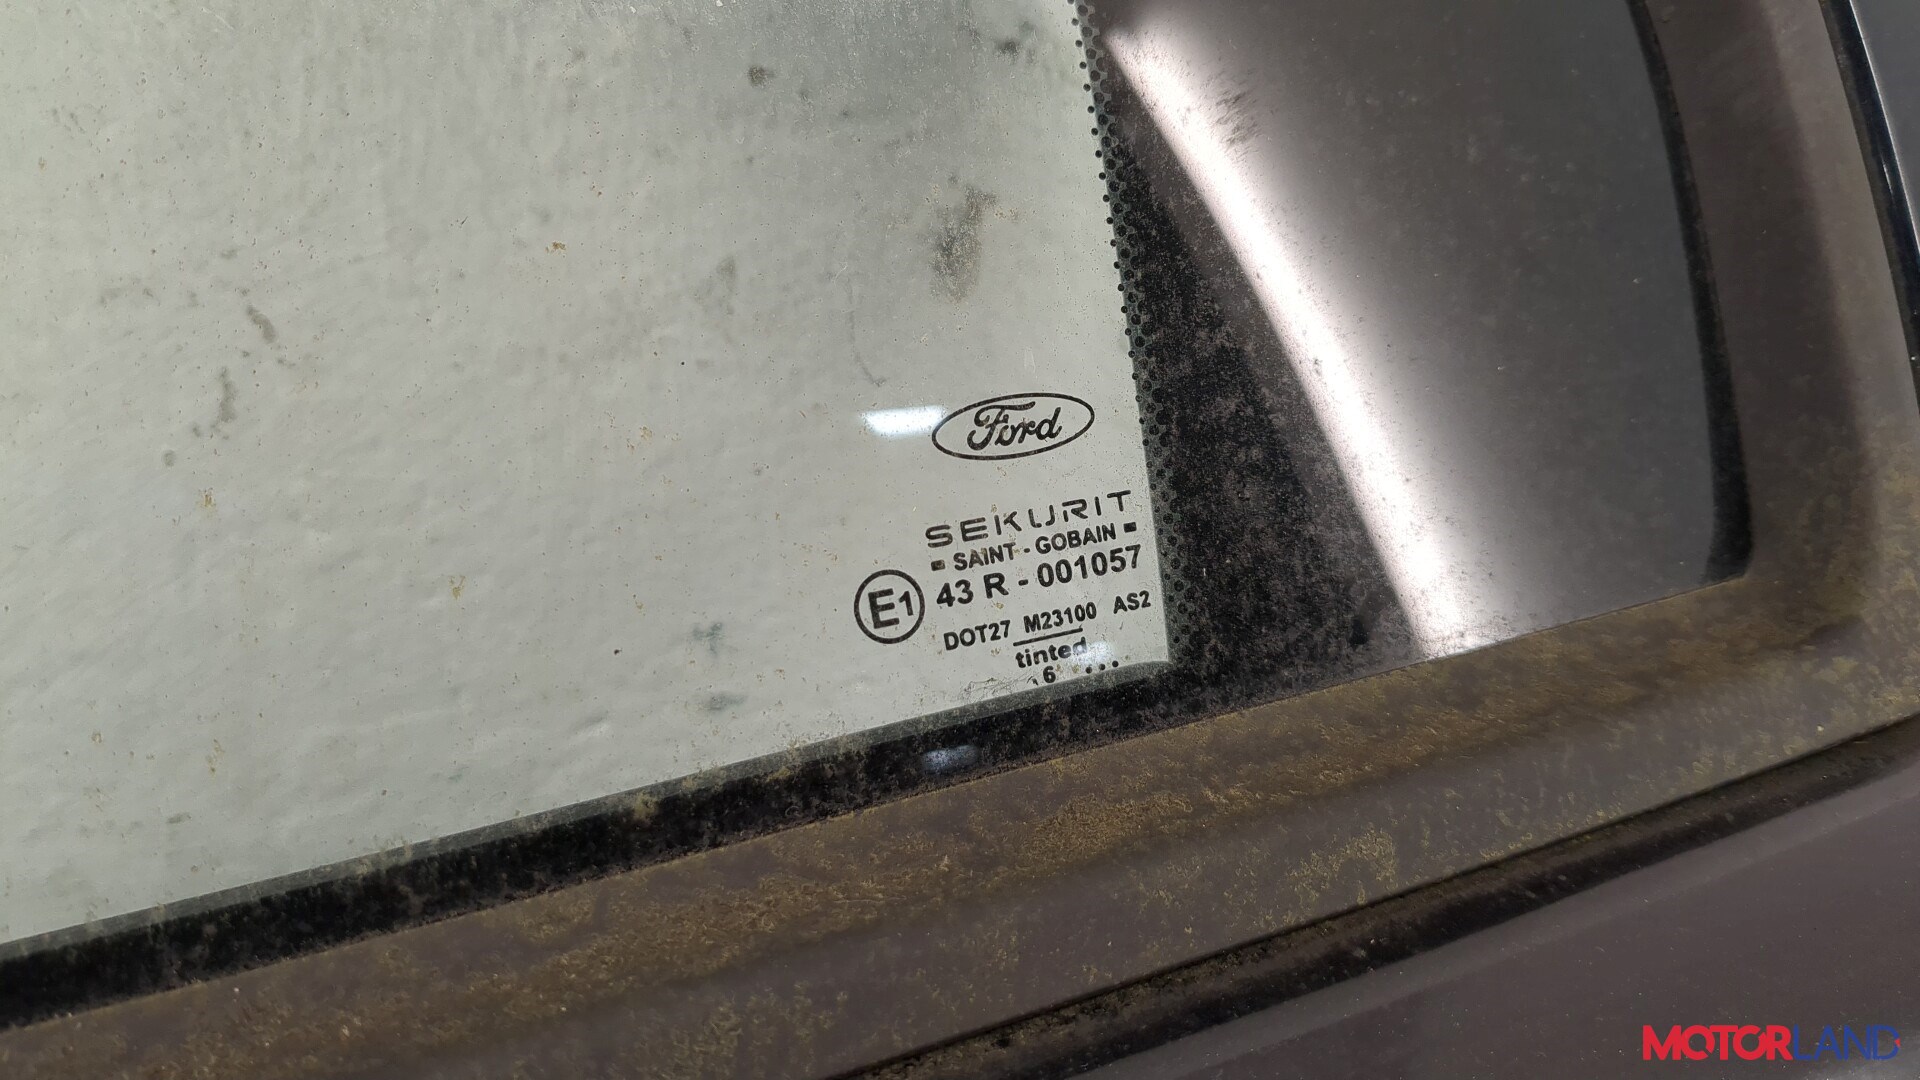 Ford
SEKURIT
SAINT - GOBAIN
E1 43 R - 001057
DOT27 M23100 AS2
tinted
. 6 ...
MOTORLAND